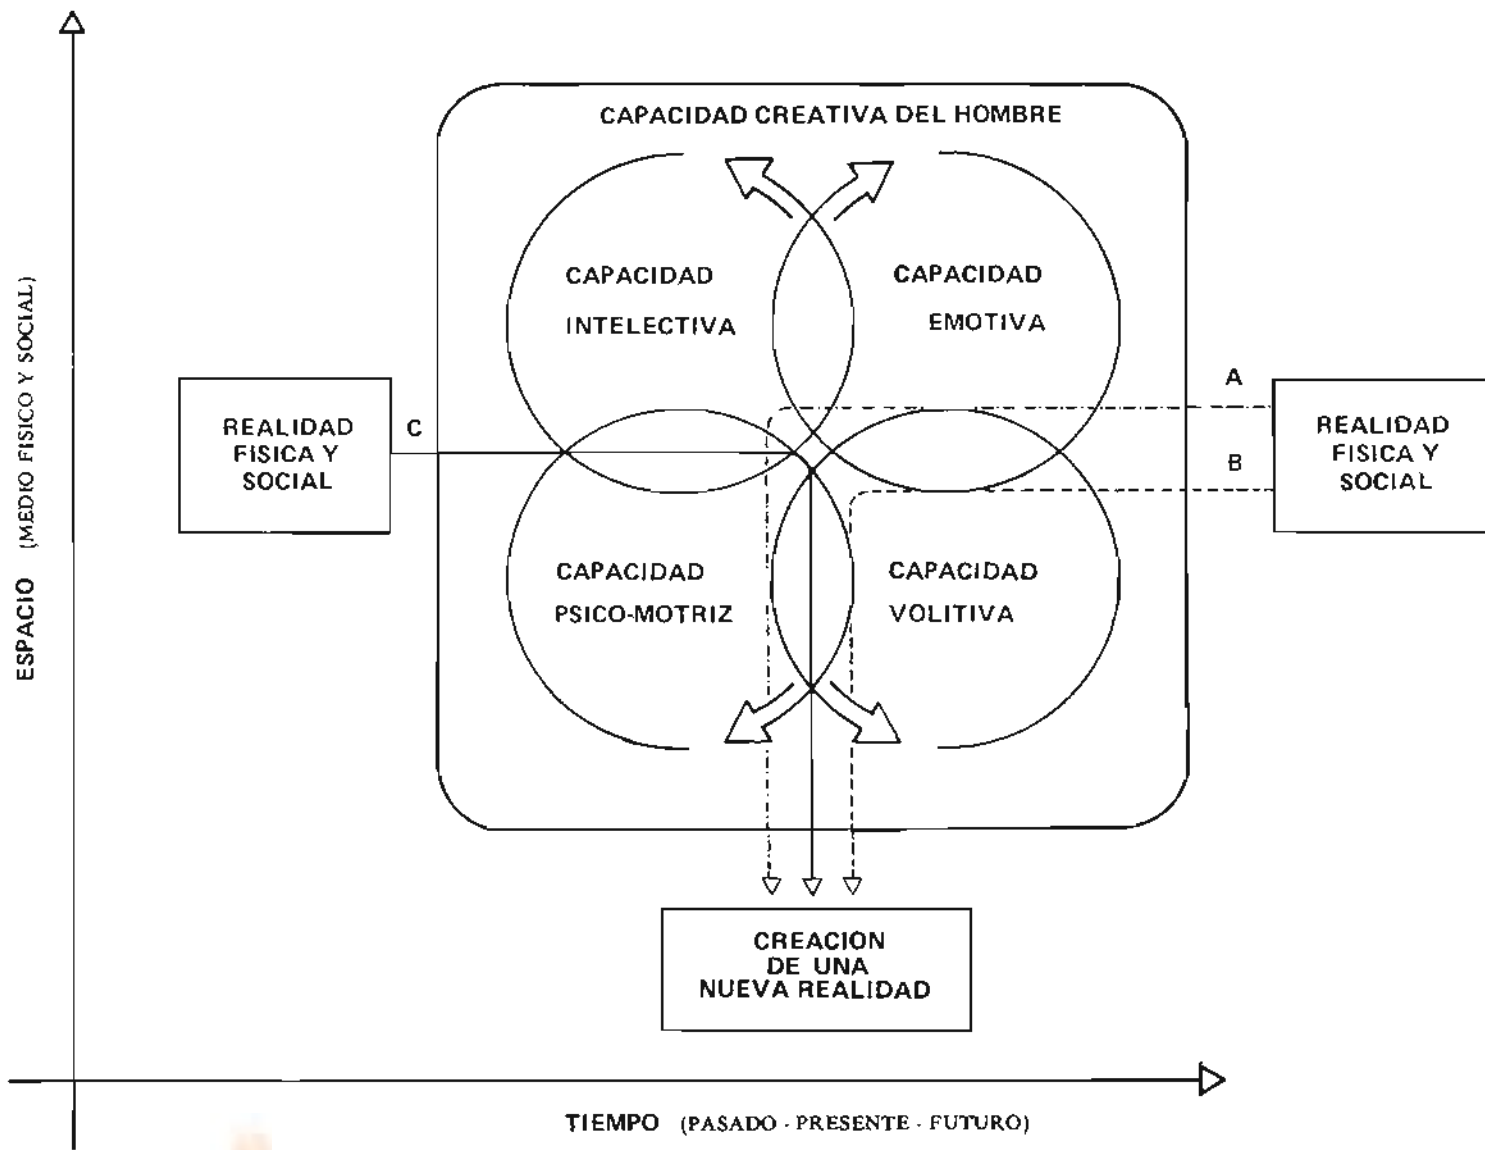 CAPACIDAD CREATIVA DEL HOMBRE
CAPACIDAD
INTELECTIVA
CAPACIDAD
EMOTIVA
ESPACIO (MEDIO FISICO Y SOCIAL)
REALIDAD
FISICA Y
SOCIAL
C
A
B
REALIDAD
FISICA Y
SOCIAL
CAPACIDAD
PSICO-MOTRIZ
CAPACIDAD
VOLITIVA
CREACION
DE UNA
NUEVA REALIDAD
TIEMPO (PASADO - PRESENTE - FUTURO)